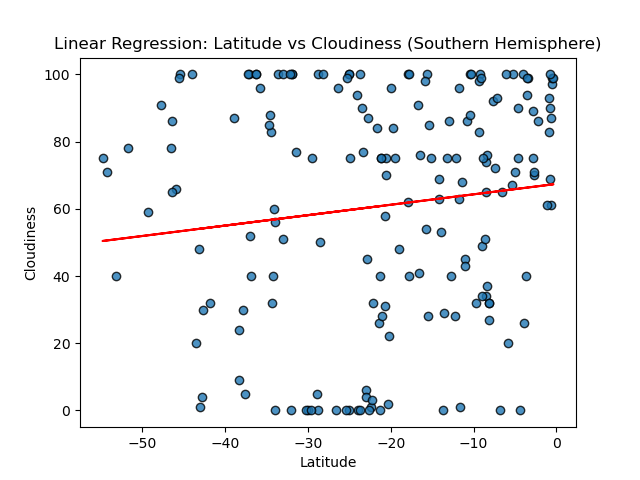 Linear Regression: Latitude vs Cloudiness (Southern Hemisphere)
100
80
60
40
20
0
Cloudiness
−50 −40 −30 −20 −10 0
Latitude